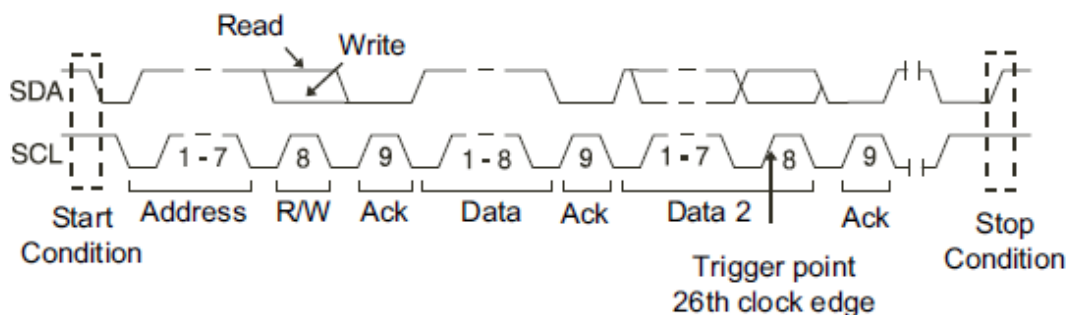 Read
Write
SDA
SCL
1 - 7
8
9
1 - 8
9
1 - 7
8
9
Start
Condition
Address
R/W
Ack
Data
Ack
Data 2
Ack
Stop
Condition
Trigger point
26th clock edge